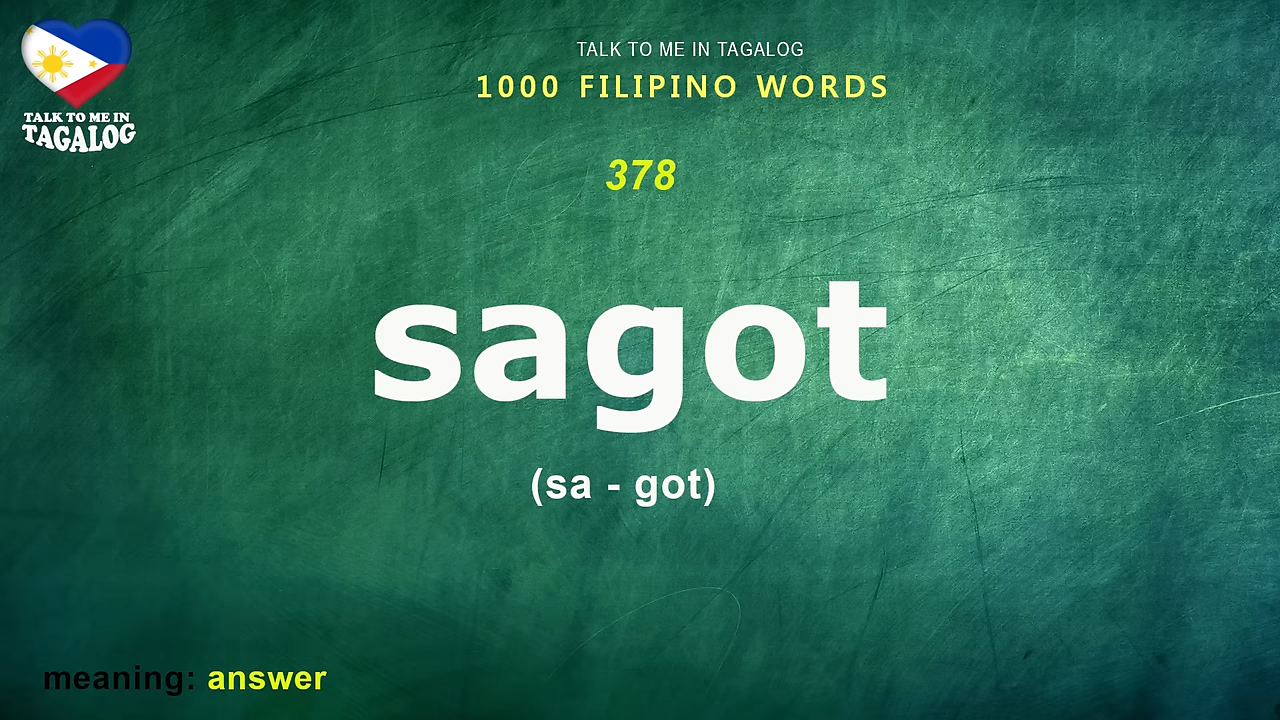 TALK TO ME IN
TAGALOG
TALK TO ME IN TAGALOG
1000 FILIPINO WORDS
378
sagot
(sa - got)
meaning: answer